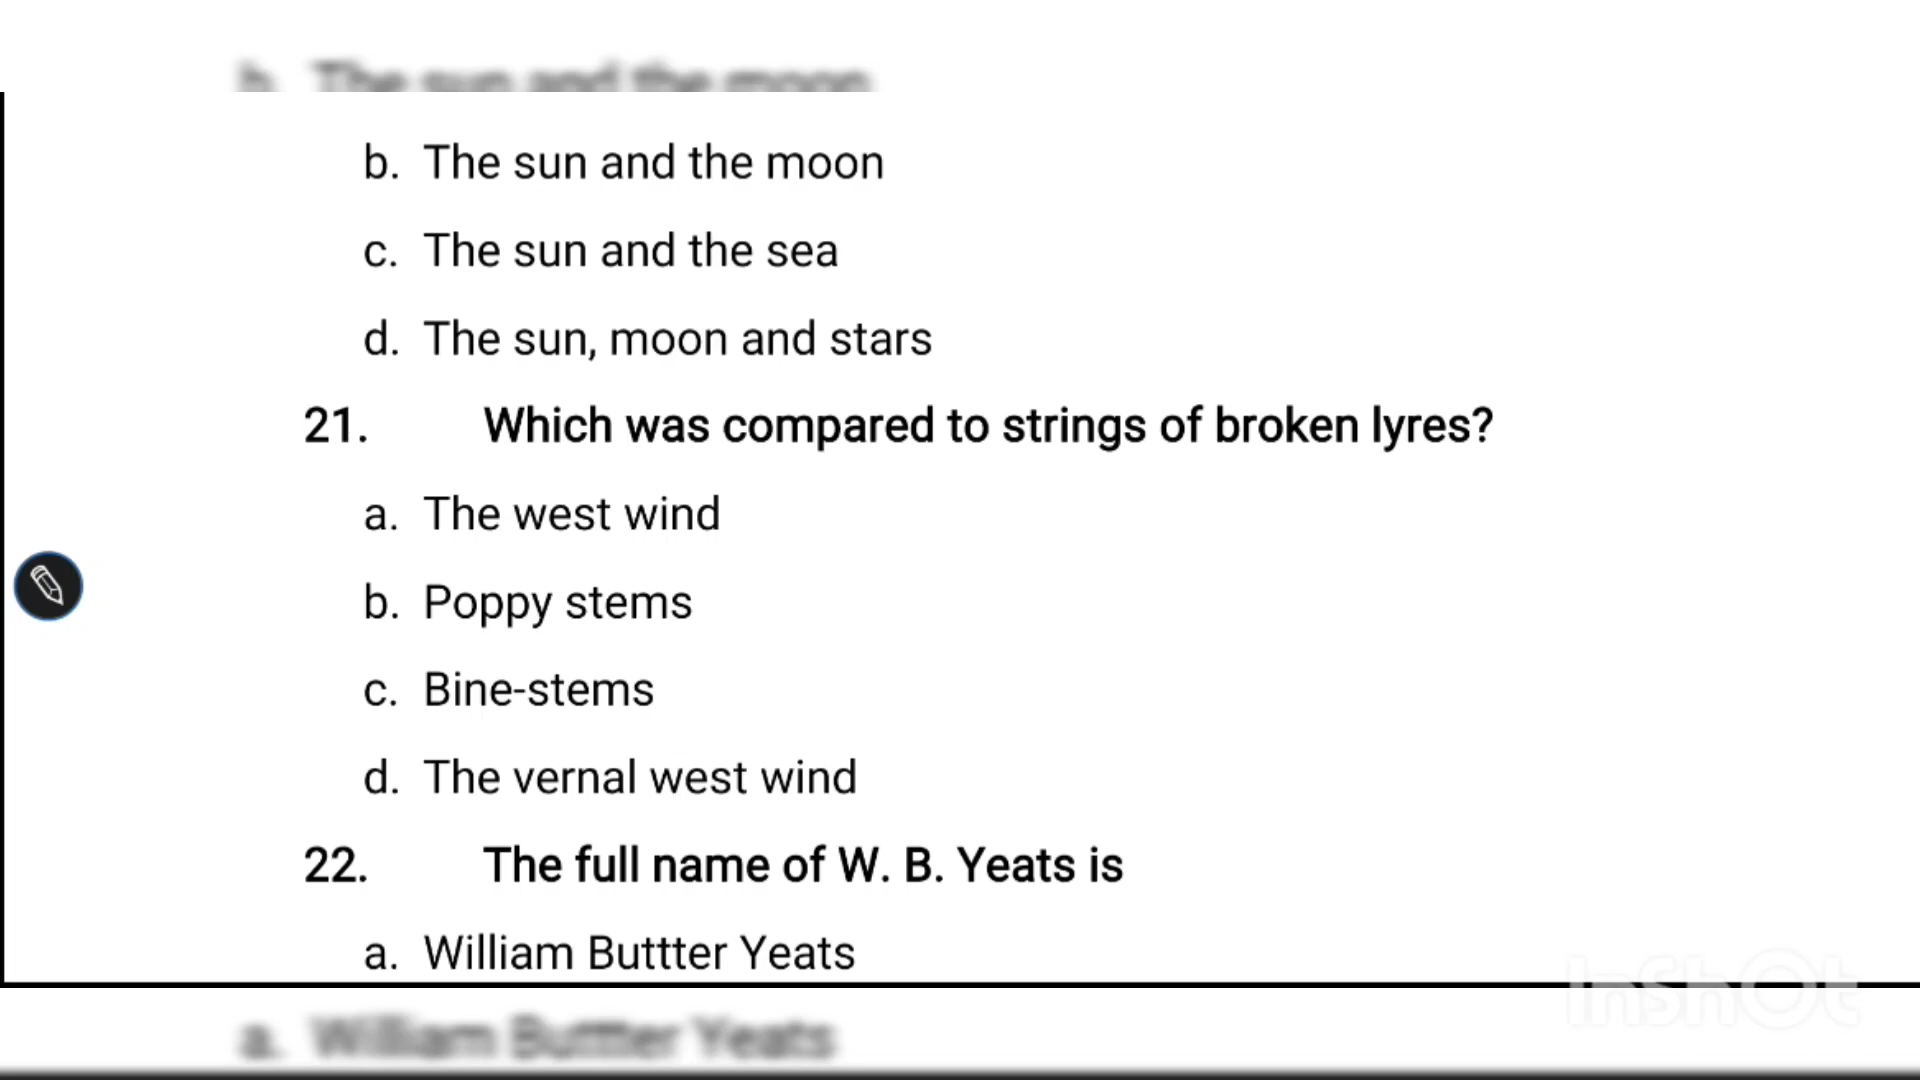 b. The sun and the moon
b. The sun and the moon
c. The sun and the sea
d. The sun, moon and stars
21. Which was compared to strings of broken lyres?
a. The west wind
b. Poppy stems
c. Bine-stems
d. The vernal west wind
22. The full name of W. B. Yeats is
a. William Buttter Yeats
InShOt
a. William Buttter Yeats